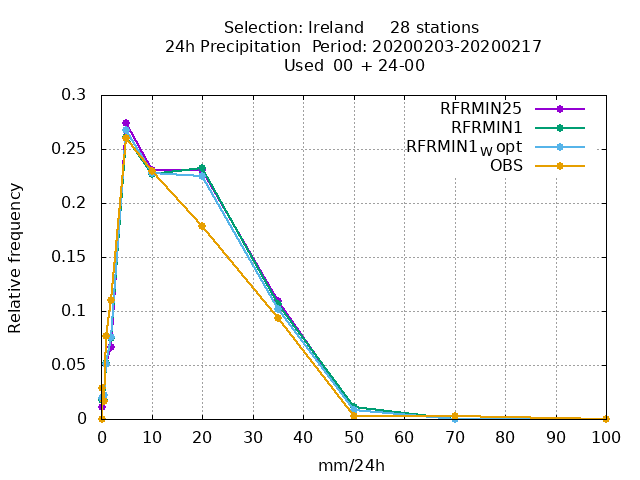 Selection: Ireland 28 stations
24h Precipitation Period: 20200203-20200217
Used 00 + 24-00
RFRMIN25
RFRMIN1
RFRMIN1_W opt
OBS
Relative frequency
0.3
0.25
0.2
0.15
0.1
0.05
0
0 10 20 30 40 50 60 70 80 90 100
mm/24h